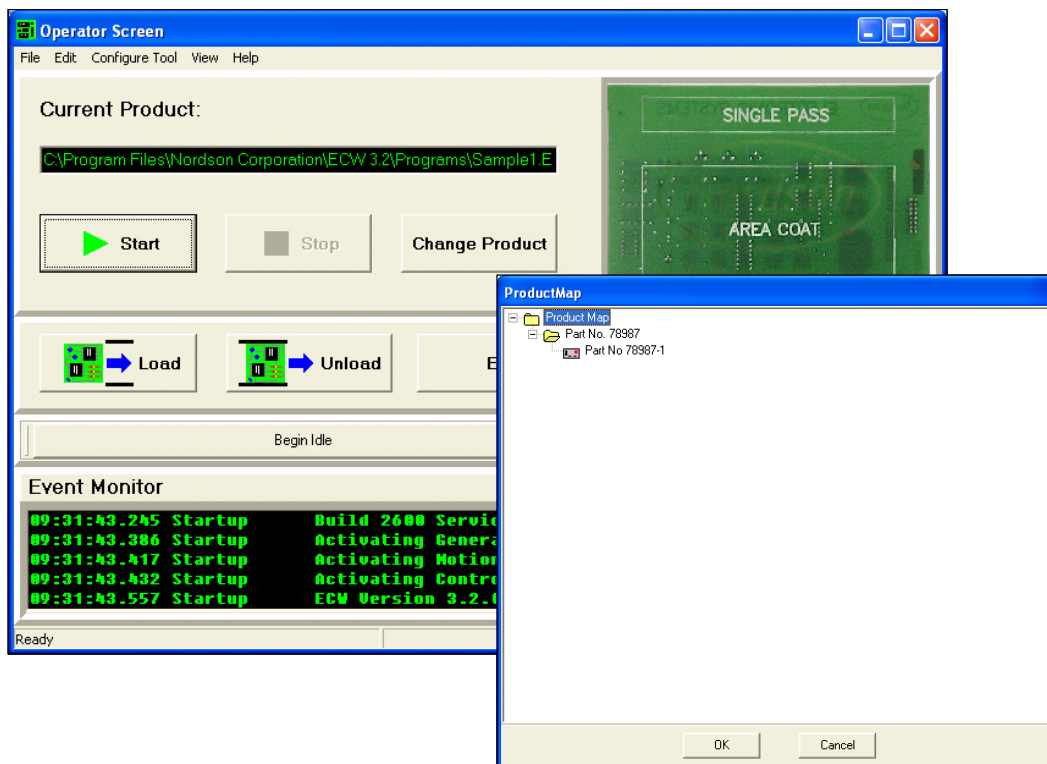 Operator Screen
File Edit Configure Tool View Help
Current Product:
C:\Program Files\Nordson Corporation\ECW 3.2\Programs\Sample1.E
Start
Stop
Change Product
SINGLE PASS
AREA COAT
Load
Unload
Begin Idle
Event Monitor
09:31:43.245 Startup Build 2600 Servic
09:31:43.386 Startup Activating Genera
09:31:43.417 Startup Activating Motion
09:31:43.432 Startup Activating Contro
09:31:43.557 Startup ECW Version 3.2.
Ready
ProductMap
Product Map
Part No. 78987
Part No 78987-1
OK Cancel